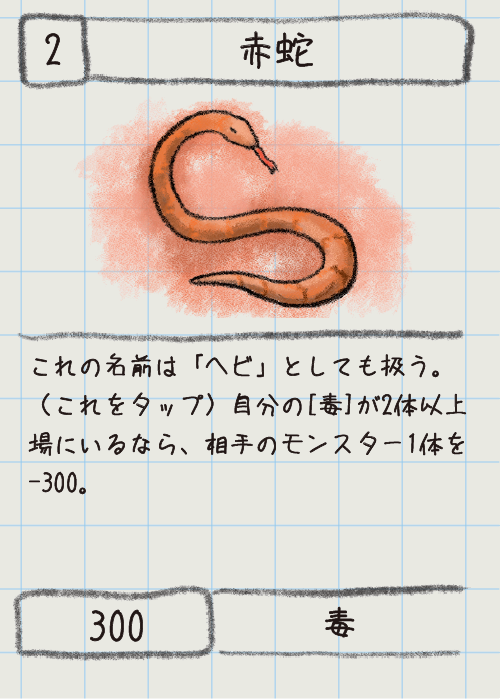 2
赤蛇
これの名前は「ヘビ」としても扱う。
（これをタップ）自分の[毒]が2体以上
場にいるなら、相手のモンスター1体を
-300。
300
毒